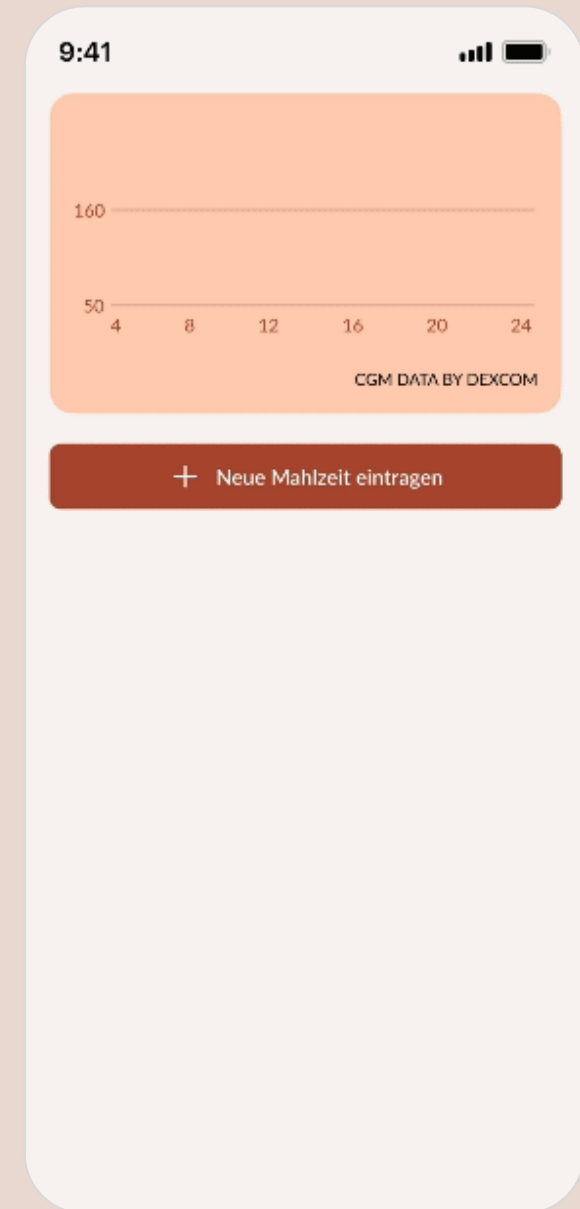 9:41
160
50
4 8 12 16 20 24
CGM DATA BY DEXCOM
+ Neue Mahlzeit eintragen